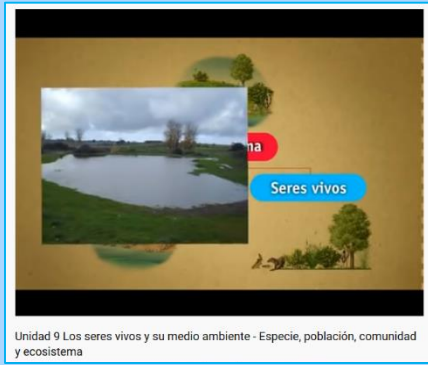 na
Seres vivos
Unidad 9 Los seres vivos y su medio ambiente - Especie, población, comunidad
y ecosistema